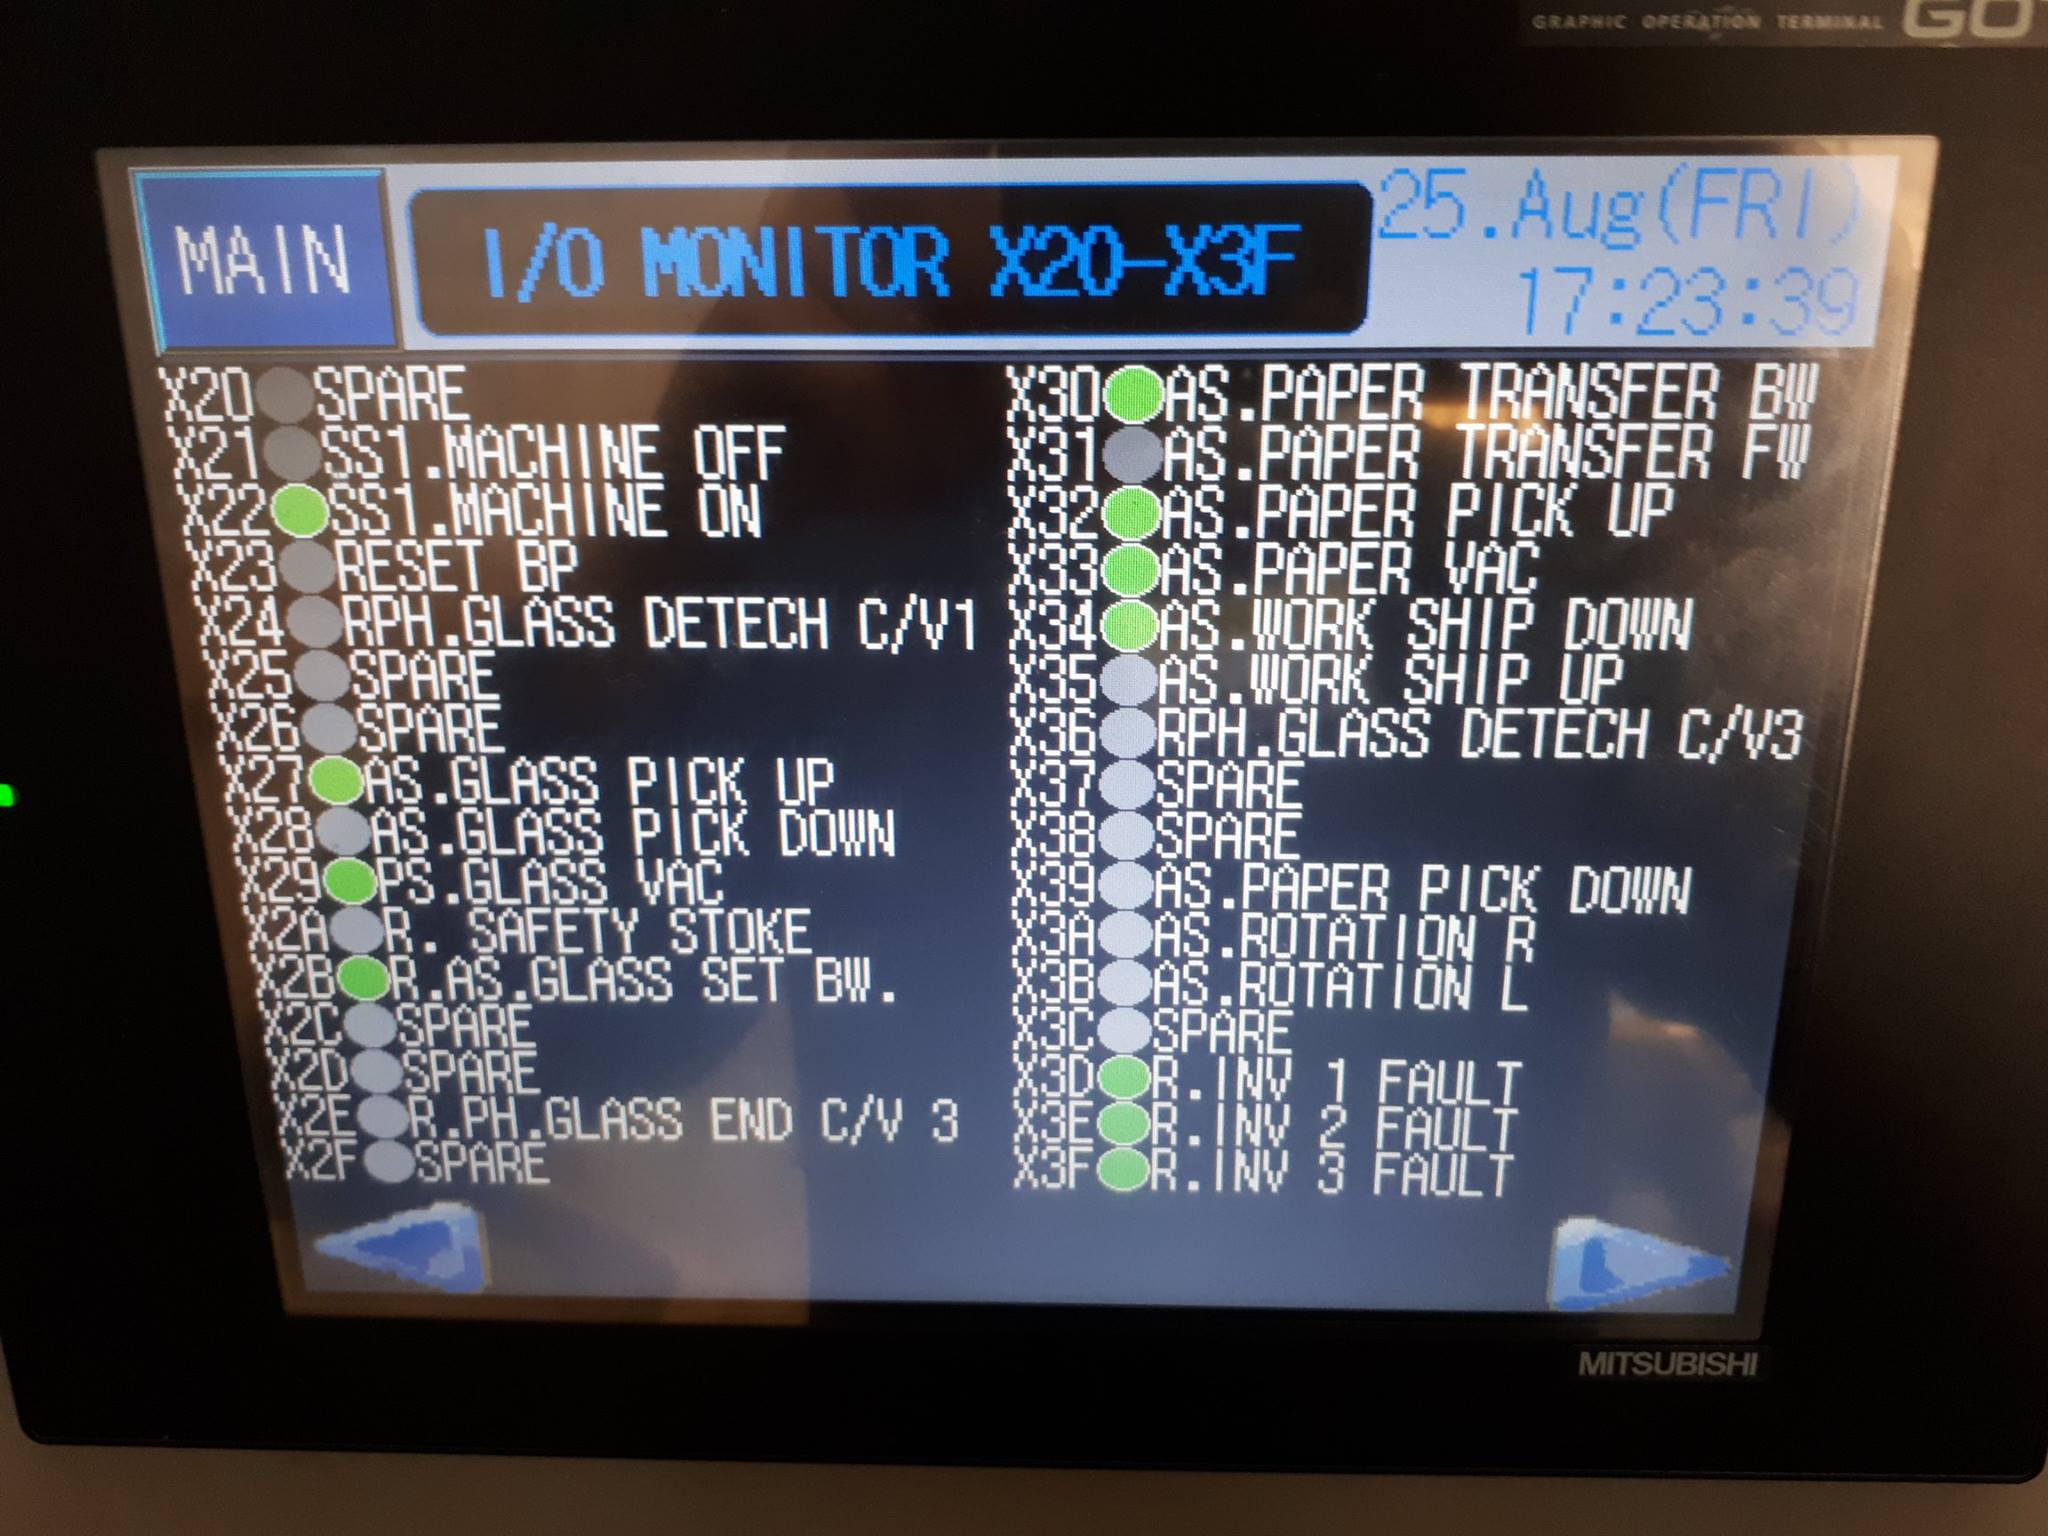 GRAPHIC OPERATION TERMINAL GOT
MAIN
I/O MONITOR X20-X3F
25.Aug(FRI)
17:23:39
X20 SPARE
X21 SS1.MACHINE OFF
X22 SS1.MACHINE ON
X23 RESET BP
X24 RPH.GLASS DETECH C/V1
X25 SPARE
X26 SPARE
X27 AS.GLASS PICK UP
X28 AS.GLASS PICK DOWN
X29 PS.GLASS VAC
X2A R. SAFETY STOKE
X2B R.AS.GLASS SET BW.
X2C SPARE
X2D SPARE
X2E R.PH.GLASS END C/V 3
X2F SPARE
X30 AS.PAPER TRANSFER BW
X31 AS.PAPER TRANSFER FW
X32 AS.PAPER PICK UP
X33 AS.PAPER VAC
X34 AS.WORK SHIP DOWN
X35 AS.WORK SHIP UP
X36 RPH.GLASS DETECH C/V3
X37 SPARE
X38 SPARE
X39 AS.PAPER PICK DOWN
X3A AS.ROTATION R
X3B AS.ROTATION L
X3C SPARE
X3D R.INV 1 FAULT
X3E R.INV 2 FAULT
X3F R.INV 3 FAULT
MITSUBISHI